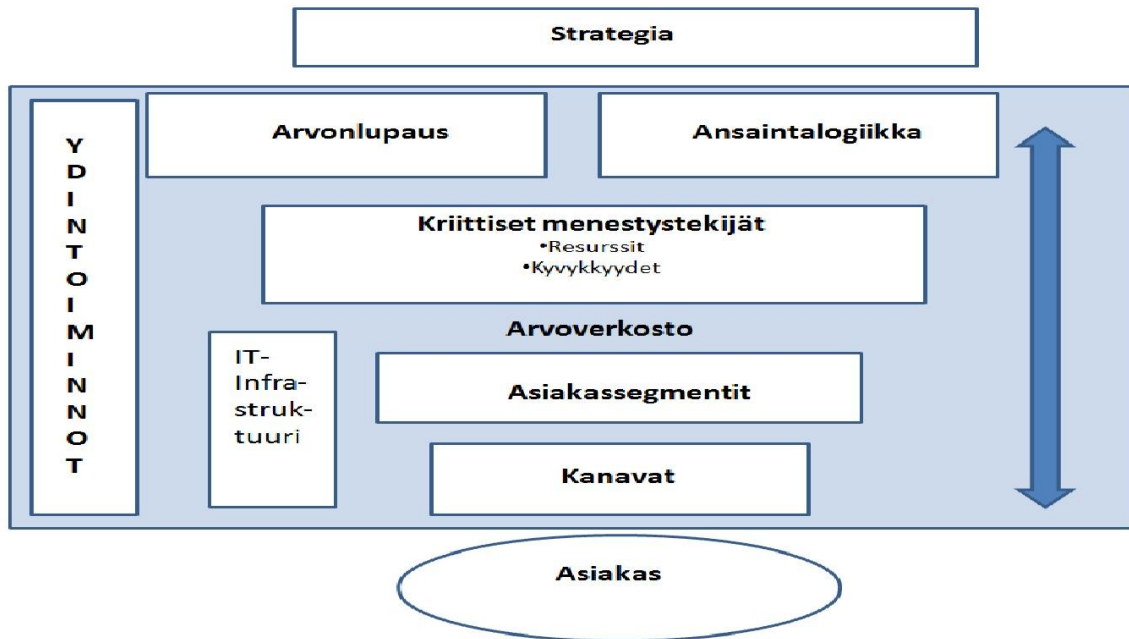 Strategia
Arvonlupaus
Ansaintalogiikka
YDINTOIMINNOT
Kriittiset menestystekijät
•Resurssit
•Kyvykkyydet
Arvoverkosto
IT-
Infra-
struk-
tuuri
Asiakassegmentit
Kanavat
Asiakas